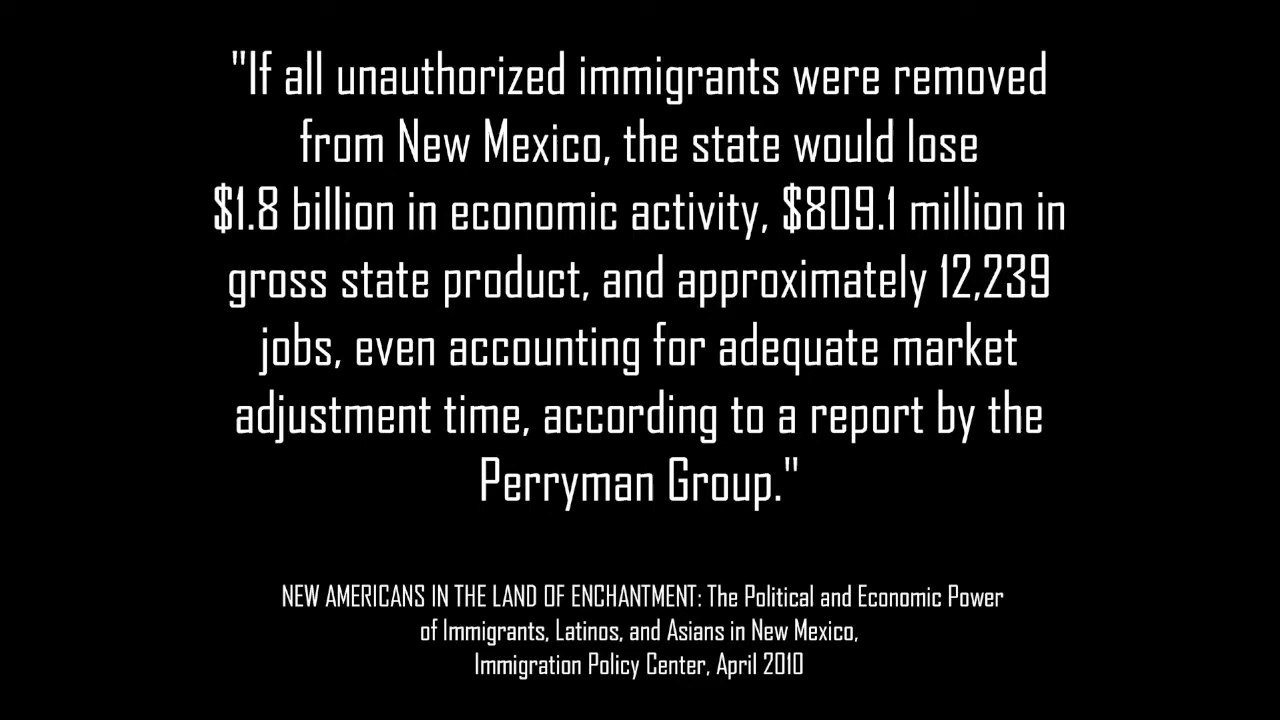 "If all unauthorized immigrants were removed
from New Mexico, the state would lose
$1.8 billion in economic activity, $809.1 million in
gross state product, and approximately 12,239
jobs, even accounting for adequate market
adjustment time, according to a report by the
Perryman Group."
NEW AMERICANS IN THE LAND OF ENCHANTMENT: The Political and Economic Power
of Immigrants, Latinos, and Asians in New Mexico,
Immigration Policy Center, April 2010